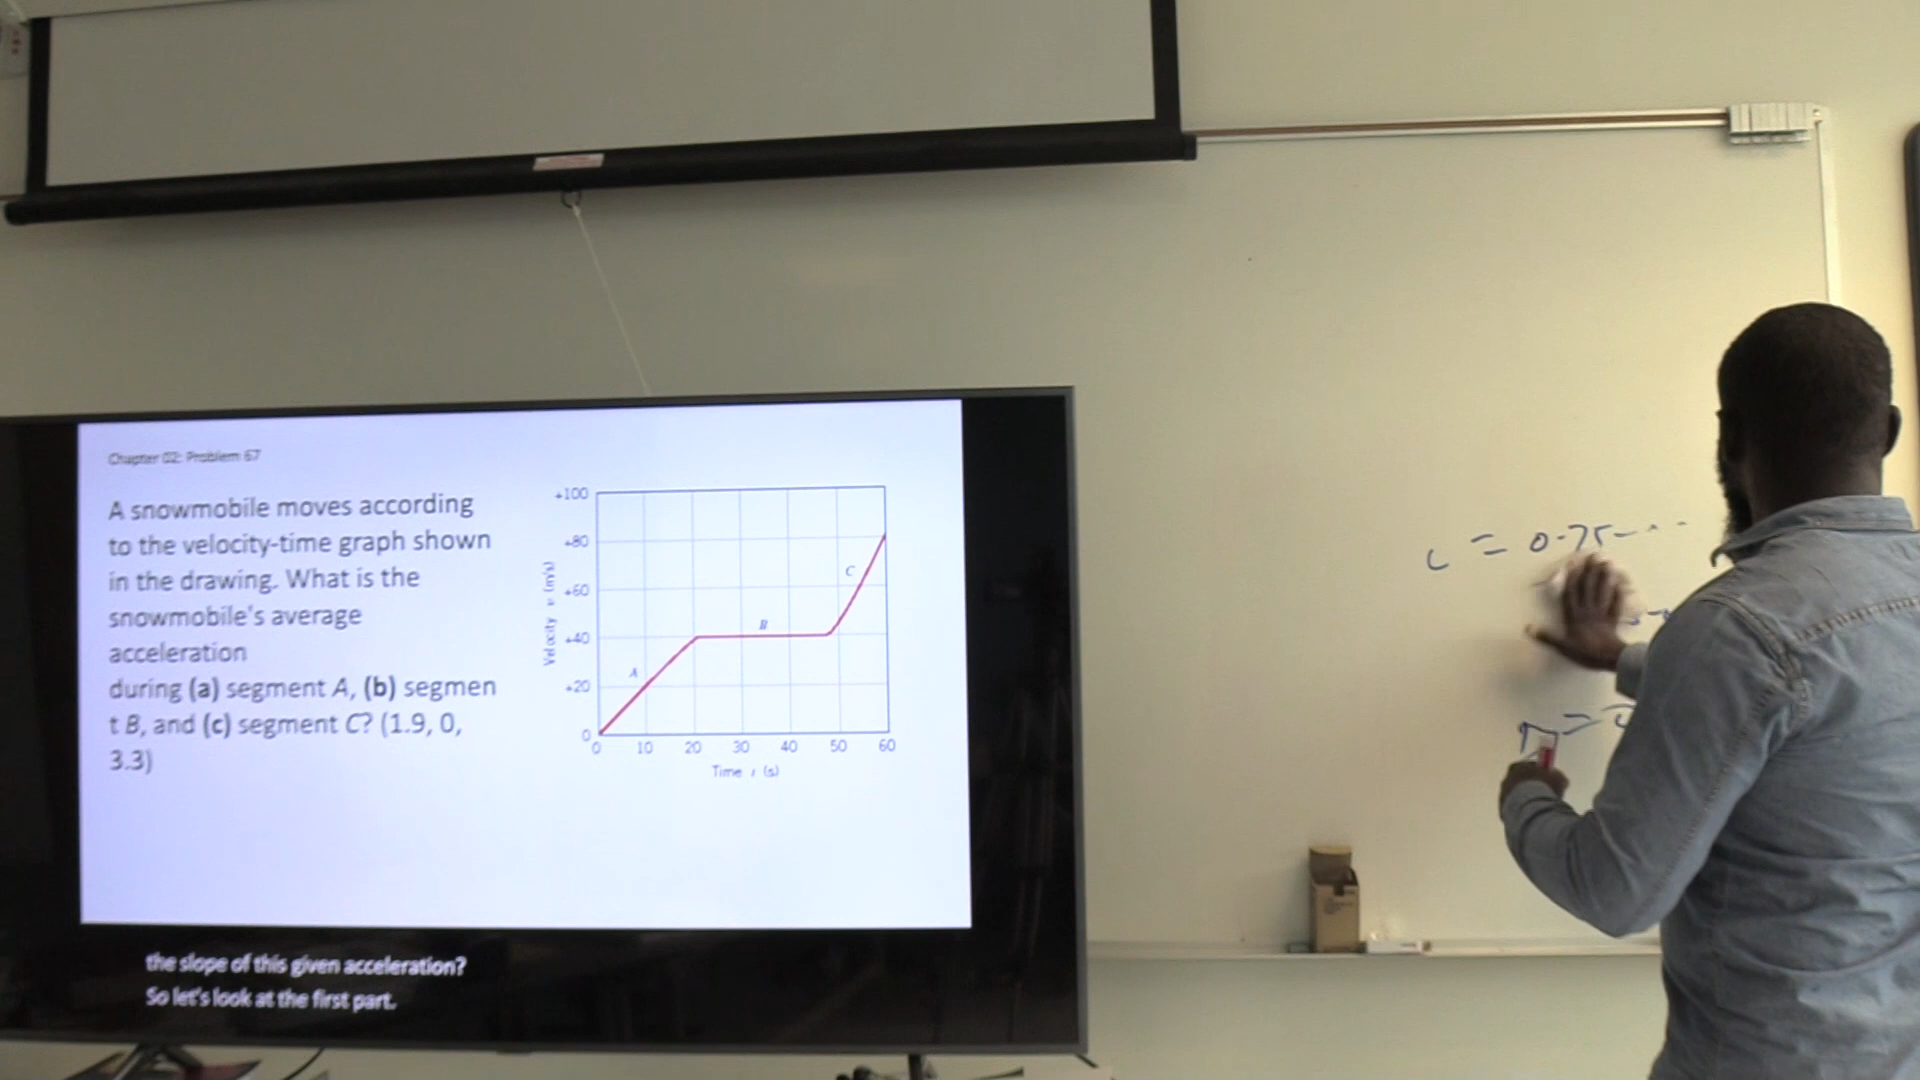 Chapter 02: Problem 67
A snowmobile moves according
to the velocity-time graph shown
in the drawing. What is the
snowmobile's average
acceleration
during (a) segment A, (b) segmen
t B, and (c) segment C? (1.9, 0,
3.3)
+100
+80
+60
+40
+20
0
Velocity v (m/s)
A
B
C
0 10 20 30 40 50 60
Time t (s)
the slope of this given acceleration?
So let's look at the first part.
c = 0.75